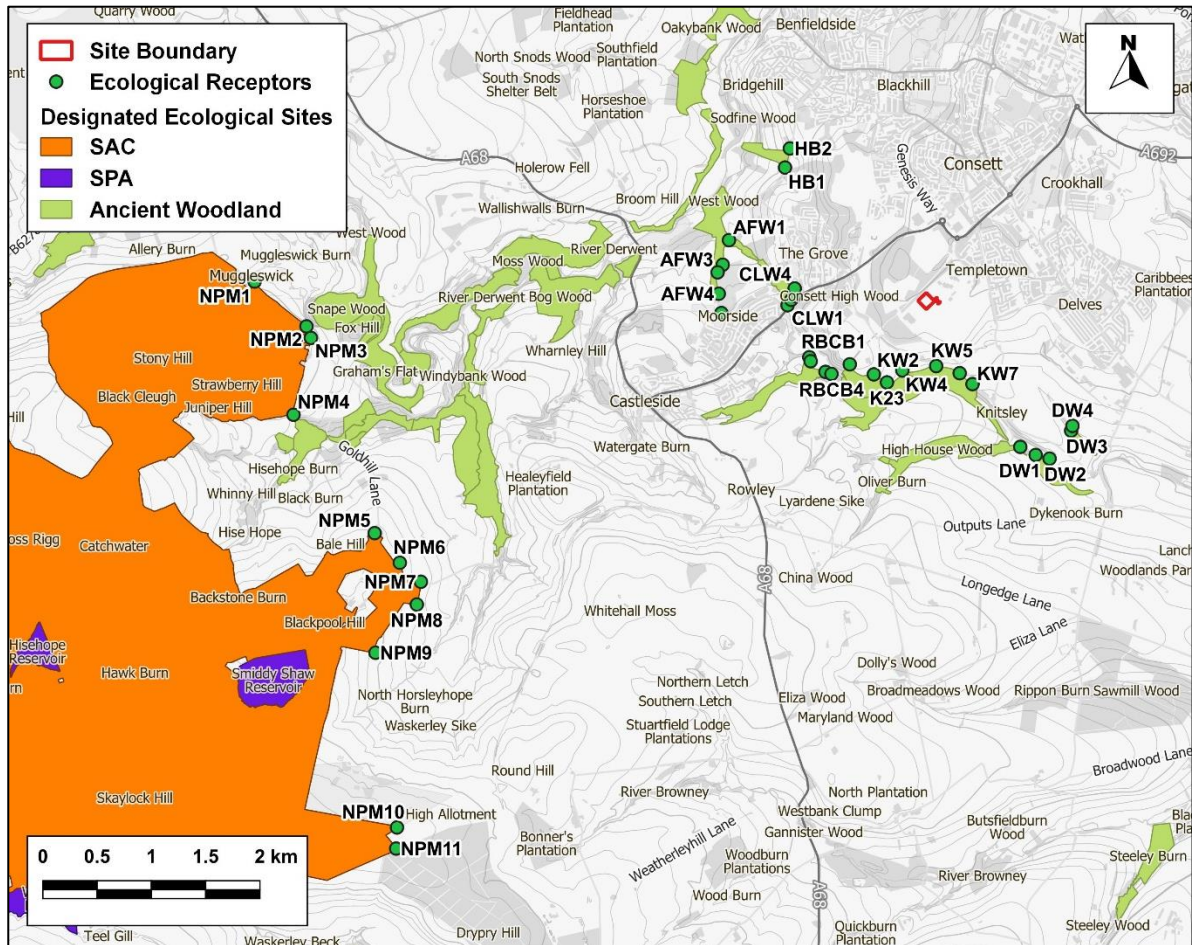 Site Boundary
Ecological Receptors
Designated Ecological Sites
SAC
SPA
Ancient Woodland
N
Quarry Wood
Fieldhead
Plantation
Oakybank Wood
Benfieldside
North Snods Wood
Southfield
Plantation
South Snods
Shelter Belt
Bridgehill
Blackhill
Horseshoe
Plantation
Sodfine Wood
A68
Holerow Fell
HB2
HB1
Genesis Way
Consett
A692
Crookhall
Wallishwalls Burn
Broom Hill
West Wood
AFW1
The Grove
Allery Burn
Muggleswick Burn
West Wood
River Derwent
Moss Wood
AFW3
CLW4
Templetown
Muggleswick
NPM1
River Derwent Bog Wood
AFW4
Consett High Wood
Delves
Caribbees
Plantation
Snape Wood
Fox Hill
Moorside
CLW1
NPM2
NPM3
Wharnley Hill
Stony Hill
Graham's Flat
Windybank Wood
RBCB1
KW2
KW5
Strawberry Hill
Black Cleugh
Juniper Hill
RBCB4
K23
KW4
KW7
NPM4
Castleside
Knitsley
Watergate Burn
DW4
DW3
Goldhill Lane
Hisehope Burn
High House Wood
Healeyfield
Plantation
Whinny Hill
Black Burn
Rowley
Oliver Burn
DW1
DW2
Lyardene Sike
Dykenook Burn
Hise Hope
NPM5
Bale Hill
Outputs Lane
Catchwater
NPM6
A68
China Wood
NPM7
Longedge Lane
Backstone Burn
NPM8
Whitehall Moss
Blackpool Hill
Eliza Lane
Hisehope
Reservoir
Hawk Burn
Smiddy Shaw
Reservoir
NPM9
Dolly's Wood
Northern Letch
Southern Letch
Eliza Wood
Broadmeadows Wood
Rippon Burn
Sawmill Wood
North Horsleyhope
Burn
Maryland Wood
Waskerley Sike
Stuartfield Lodge
Plantations
Broadwood Lane
Round Hill
Skaylock Hill
River Browney
North Plantation
Westbank Clump
NPM10
High Allotment
Gannister Wood
Butsfieldburn
Wood
NPM11
Bonner's
Plantation
Weatherleyhill Lane
Woodburn
Plantations
Steeley Burn
River Browney
Wood Burn
A68
0 0.5 1 1.5 2 km
Teel Gill
Waskerley Beck
Drypry Hill
Quickburn
Plantation
Steeley Wood